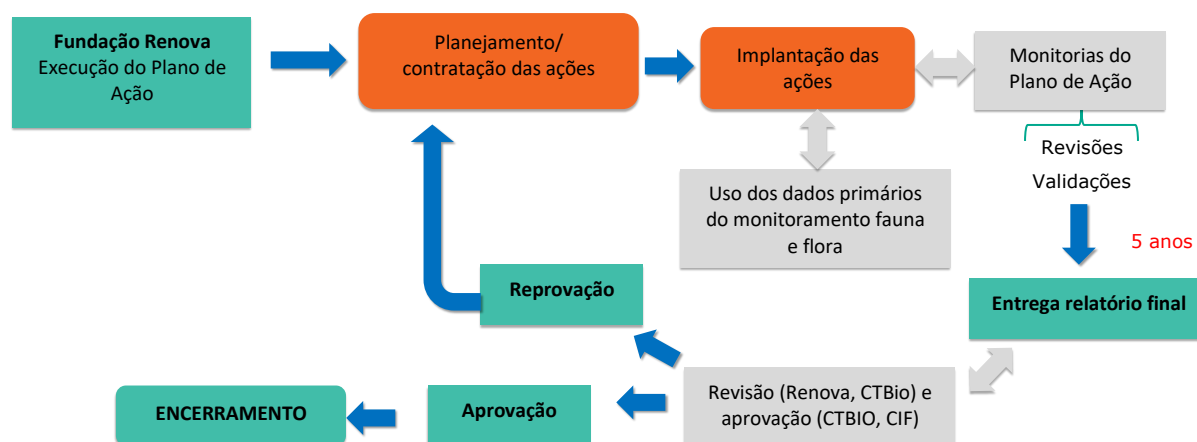 Fundação Renova
Execução do Plano de
Ação
Planejamento/
contratação das ações
Implantação das
ações
Monitorias do
Plano de Ação
Revisões
Validações
Uso dos dados primários
do monitoramento fauna
e flora
5 anos
Reprovação
Entrega relatório final
Revisão (Renova, CTBio) e
aprovação (CTBIO, CIF)
Aprovação
ENCERRAMENTO